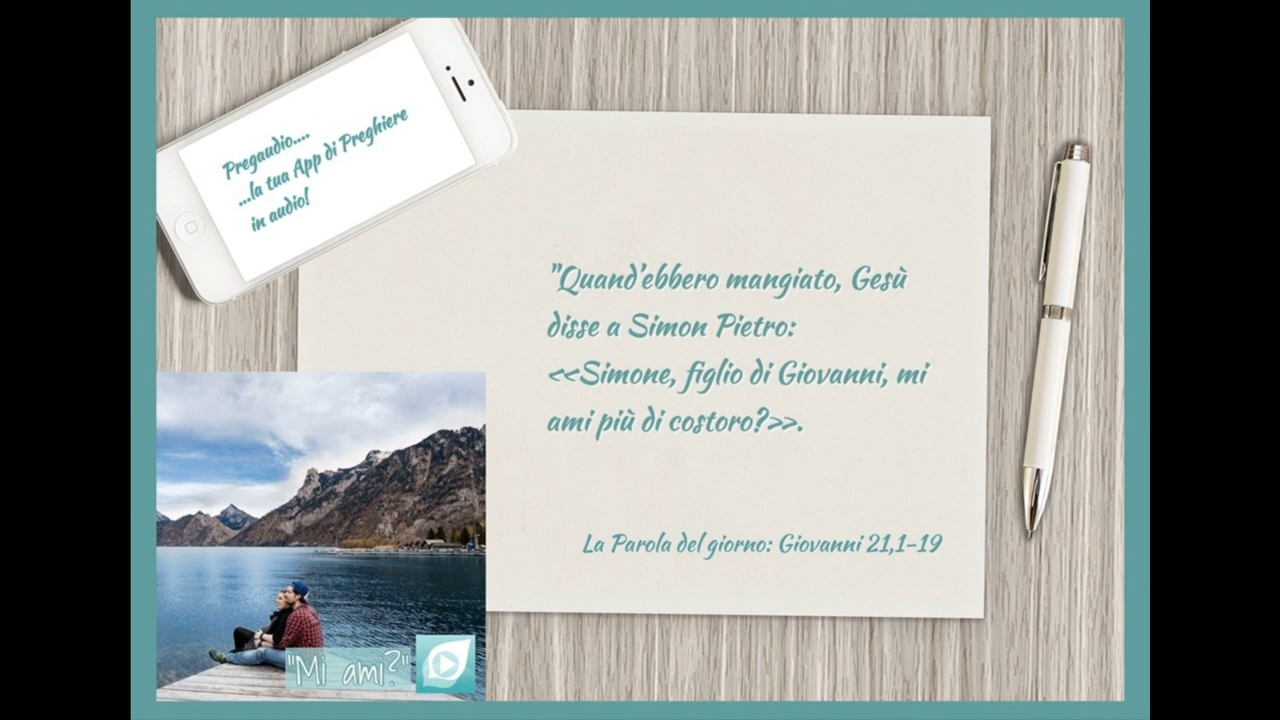 Pregaudio....
...la tua App di Preghiere
in audio!
"Quand'ebbero mangiato, Gesù
disse a Simon Pietro:
<<Simone, figlio di Giovanni, mi
ami più di costoro?>>.
La Parola del giorno: Giovanni 21,1-19
"Mi ami?"